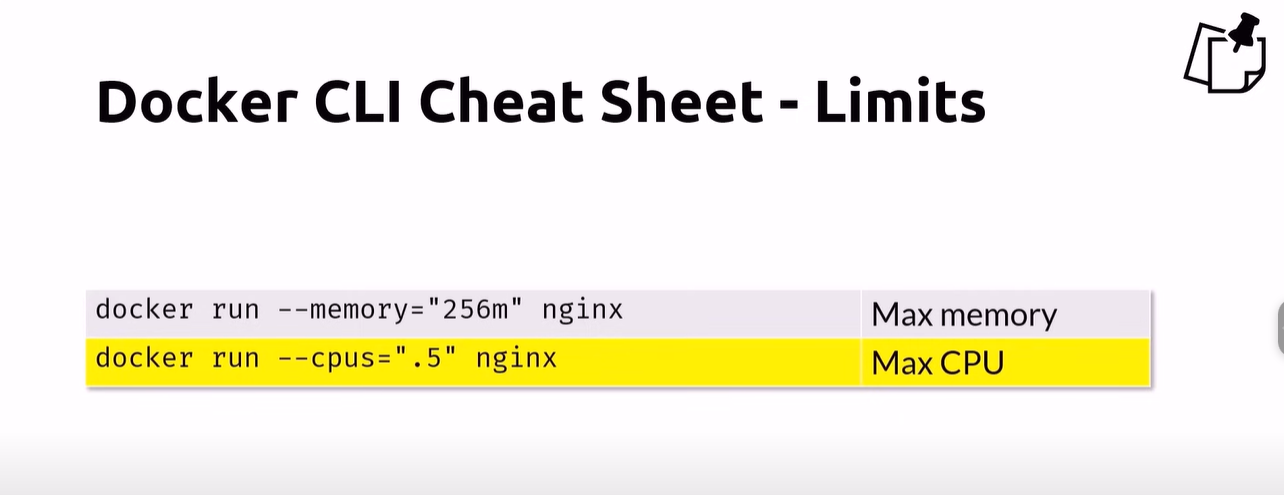 Docker CLI Cheat Sheet - Limits
docker run --memory="256m" nginx Max memory
docker run --cpus=".5" nginx Max CPU